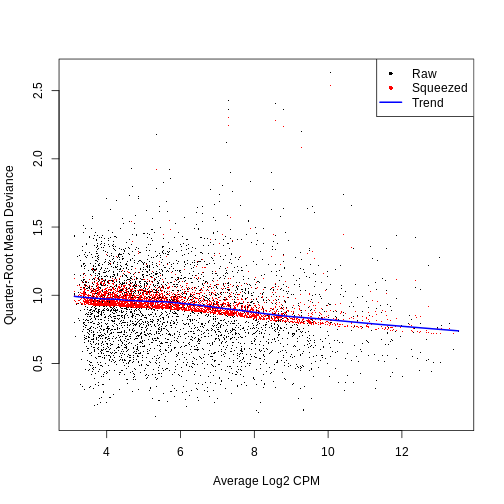 Raw
Squeezed
Trend
2.5
2.0
1.5
1.0
0.5
Quarter-Root Mean Deviance
4 6 8 10 12
Average Log2 CPM